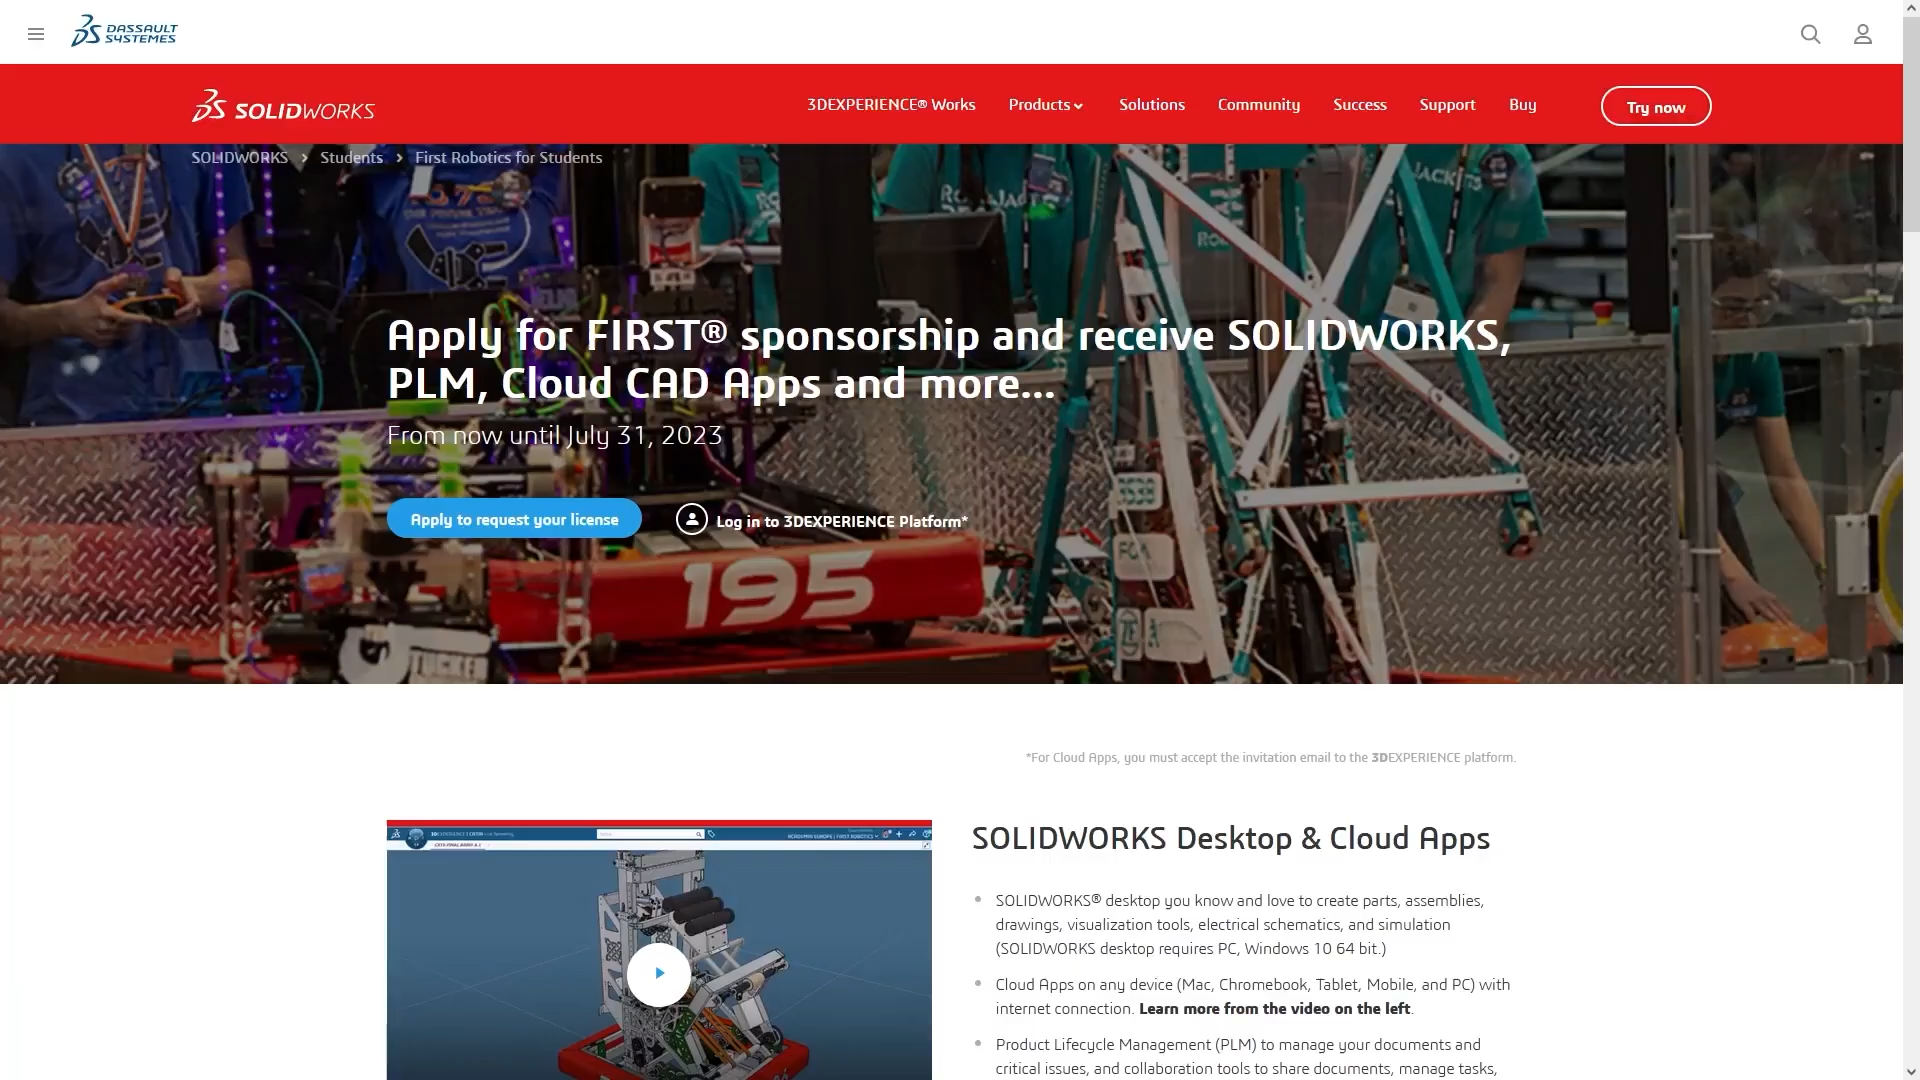 DASSAULT
SYSTEMES
SOLIDWORKS
3DEXPERIENCE® Works
Products
Solutions
Community
Success
Support
Buy
Try now
SOLIDWORKS > Students > First Robotics for Students
JACKITS
Apply for FIRST® sponsorship and receive SOLIDWORKS,
PLM, Cloud CAD Apps and more...
From now until July 31, 2023
Apply to request your license
Log in to 3DEXPERIENCE Platform*
195
TUCKER
*For Cloud Apps, you must accept the invitation email to the 3DEXPERIENCE platform.
SOLIDWORKS Desktop & Cloud Apps
SOLIDWORKS® desktop you know and love to create parts, assemblies,
drawings, visualization tools, electrical schematics, and simulation
(SOLIDWORKS desktop requires PC, Windows 10 64 bit.)
Cloud Apps on any device (Mac, Chromebook, Tablet, Mobile, and PC) with
internet connection. Learn more from the video on the left.
Product Lifecycle Management (PLM) to manage your documents and
critical issues, and collaboration tools to share documents, manage tasks,